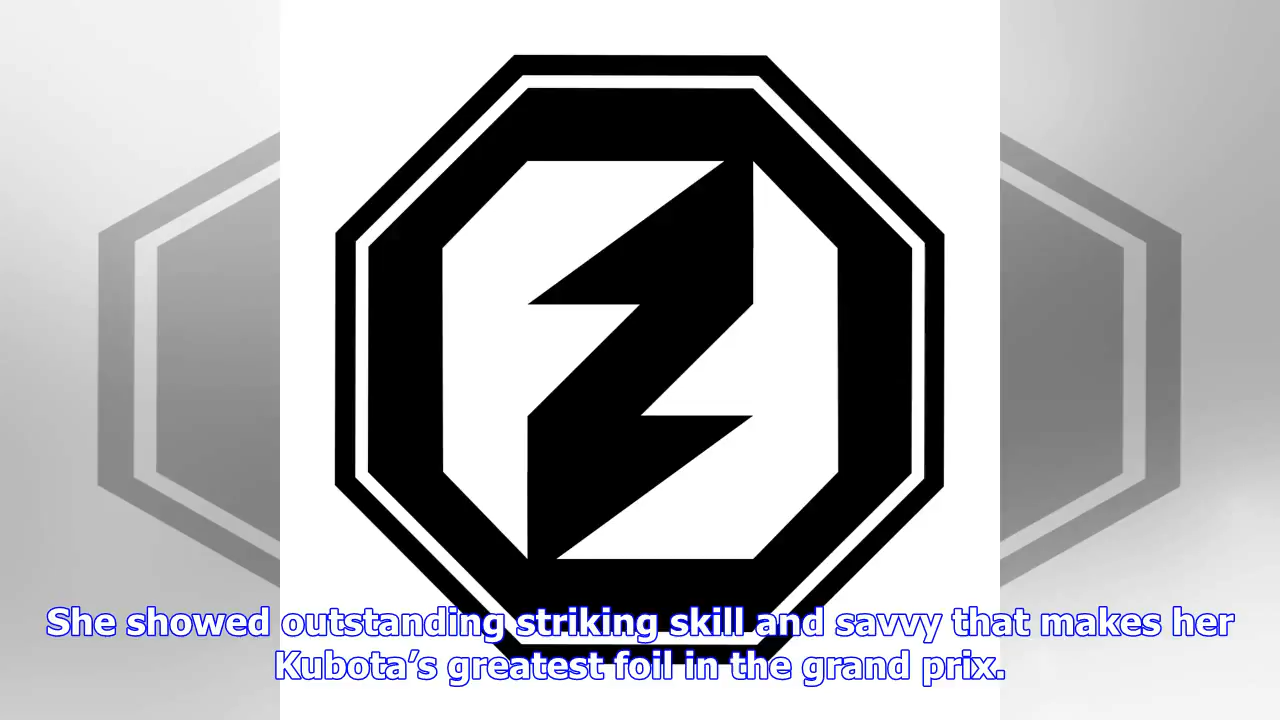 She showed outstanding striking skill and savvy that makes her
Kubota’s greatest foil in the grand prix.